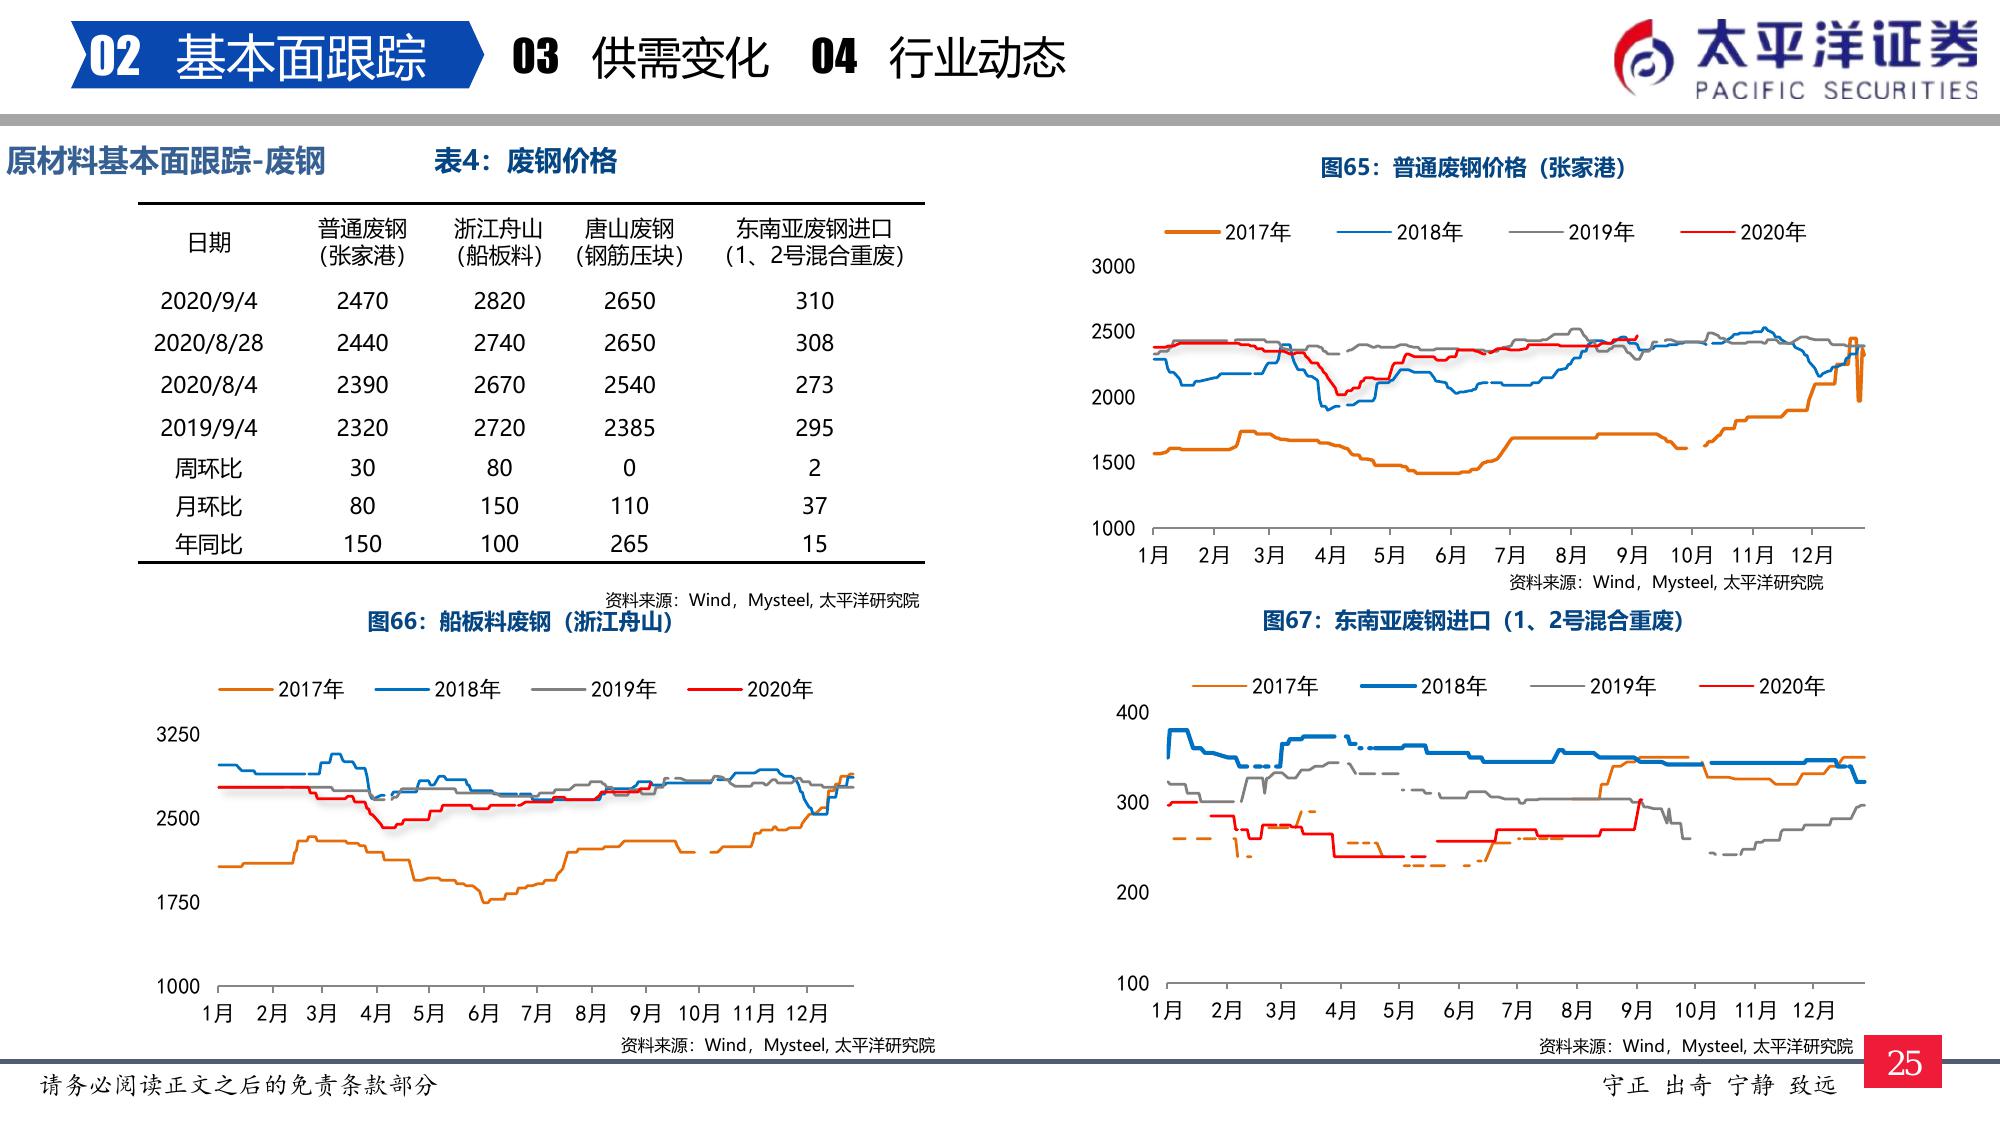 02 基本面跟踪 03 供需变化 04 行业动态
太平洋证券
PACIFIC SECURITIES
原材料基本面跟踪-废钢
表4：废钢价格
日期 普通废钢（张家港） 浙江舟山（船板料） 唐山废钢（钢筋压块） 东南亚废钢进口（1、2号混合重废）
2020/9/4 2470 2820 2650 310
2020/8/28 2440 2740 2650 308
2020/8/4 2390 2670 2540 273
2019/9/4 2320 2720 2385 295
周环比 30 80 0 2
月环比 80 150 110 37
年同比 150 100 265 15
资料来源：Wind，Mysteel, 太平洋研究院
图65：普通废钢价格（张家港）
2017年 2018年 2019年 2020年
3000
2500
2000
1500
1000
1月 2月 3月 4月 5月 6月 7月 8月 9月 10月 11月 12月
资料来源：Wind，Mysteel, 太平洋研究院
图66：船板料废钢（浙江舟山）
2017年 2018年 2019年 2020年
3250
2500
1750
1000
1月 2月 3月 4月 5月 6月 7月 8月 9月 10月 11月 12月
资料来源：Wind，Mysteel, 太平洋研究院
图67：东南亚废钢进口（1、2号混合重废）
2017年 2018年 2019年 2020年
400
300
200
100
1月 2月 3月 4月 5月 6月 7月 8月 9月 10月 11月 12月
资料来源：Wind，Mysteel, 太平洋研究院
请务必阅读正文之后的免责条款部分
守正 出奇 宁静 致远
25